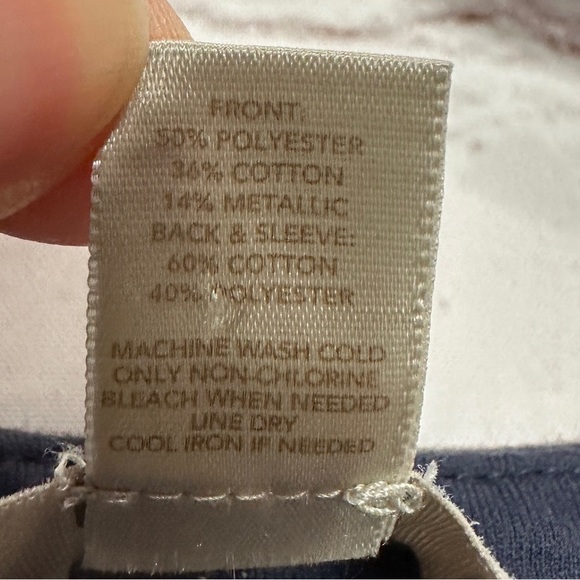 FRONT:
50% POLYESTER
36% COTTON
14% METALLIC
BACK & SLEEVE:
60% COTTON
40% POLYESTER
MACHINE WASH COLD
ONLY NON-CHLORINE
BLEACH WHEN NEEDED
LINE DRY
COOL IRON IF NEEDED